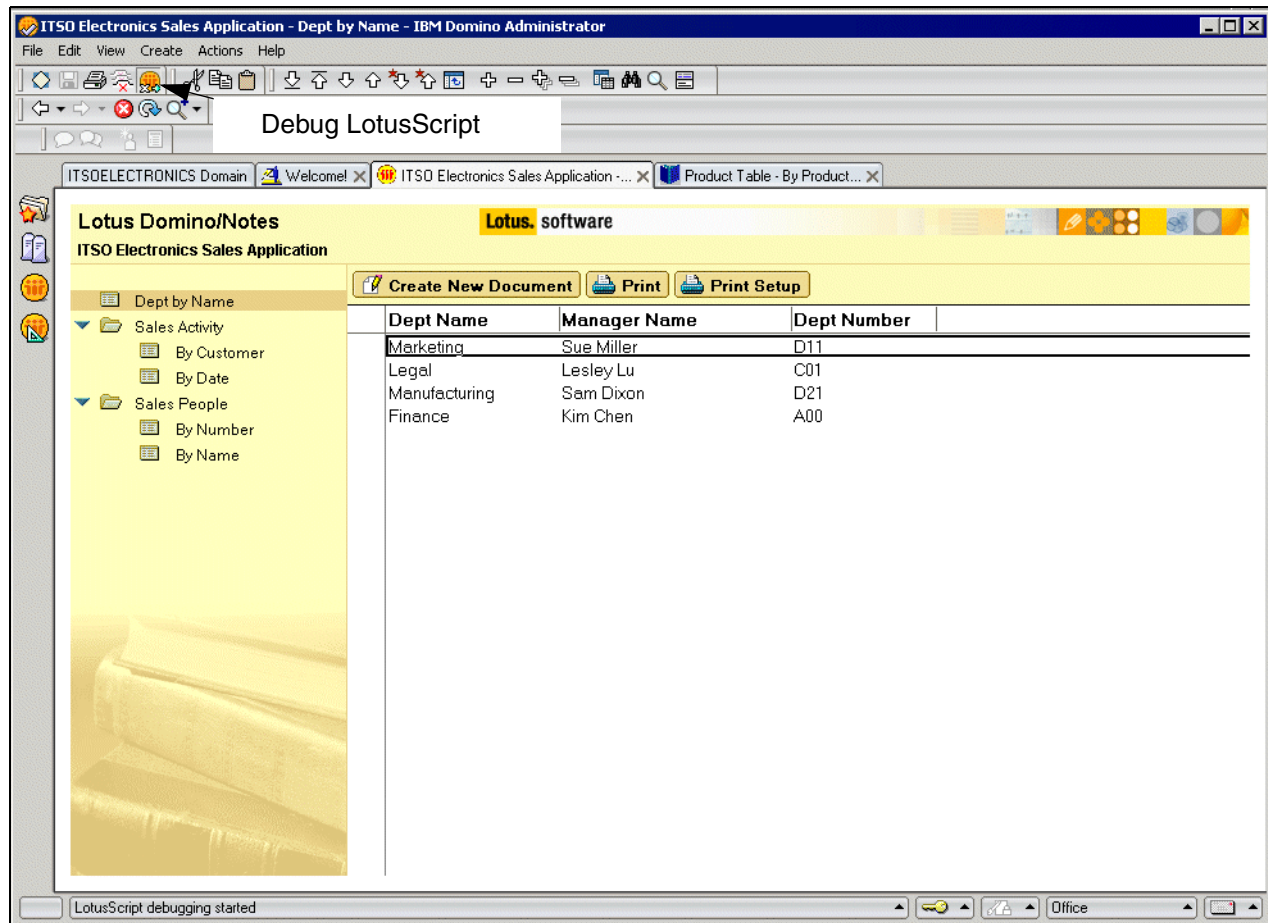 ITSO Electronics Sales Application - Dept by Name - IBM Domino Administrator
File Edit View Create Actions Help
Debug LotusScript
ITSOELECTRONICS Domain Welcome! ITSO Electronics Sales Application -... Product Table - By Product...
Lotus Domino/Notes
Lotus. software
ITSO Electronics Sales Application
Create New Document Print Print Setup
Dept by Name
Sales Activity
By Customer
By Date
Sales People
By Number
By Name
Dept Name Manager Name Dept Number
Marketing Sue Miller D11
Legal Lesley Lu C01
Manufacturing Sam Dixon D21
Finance Kim Chen A00
LotusScript debugging started
Office